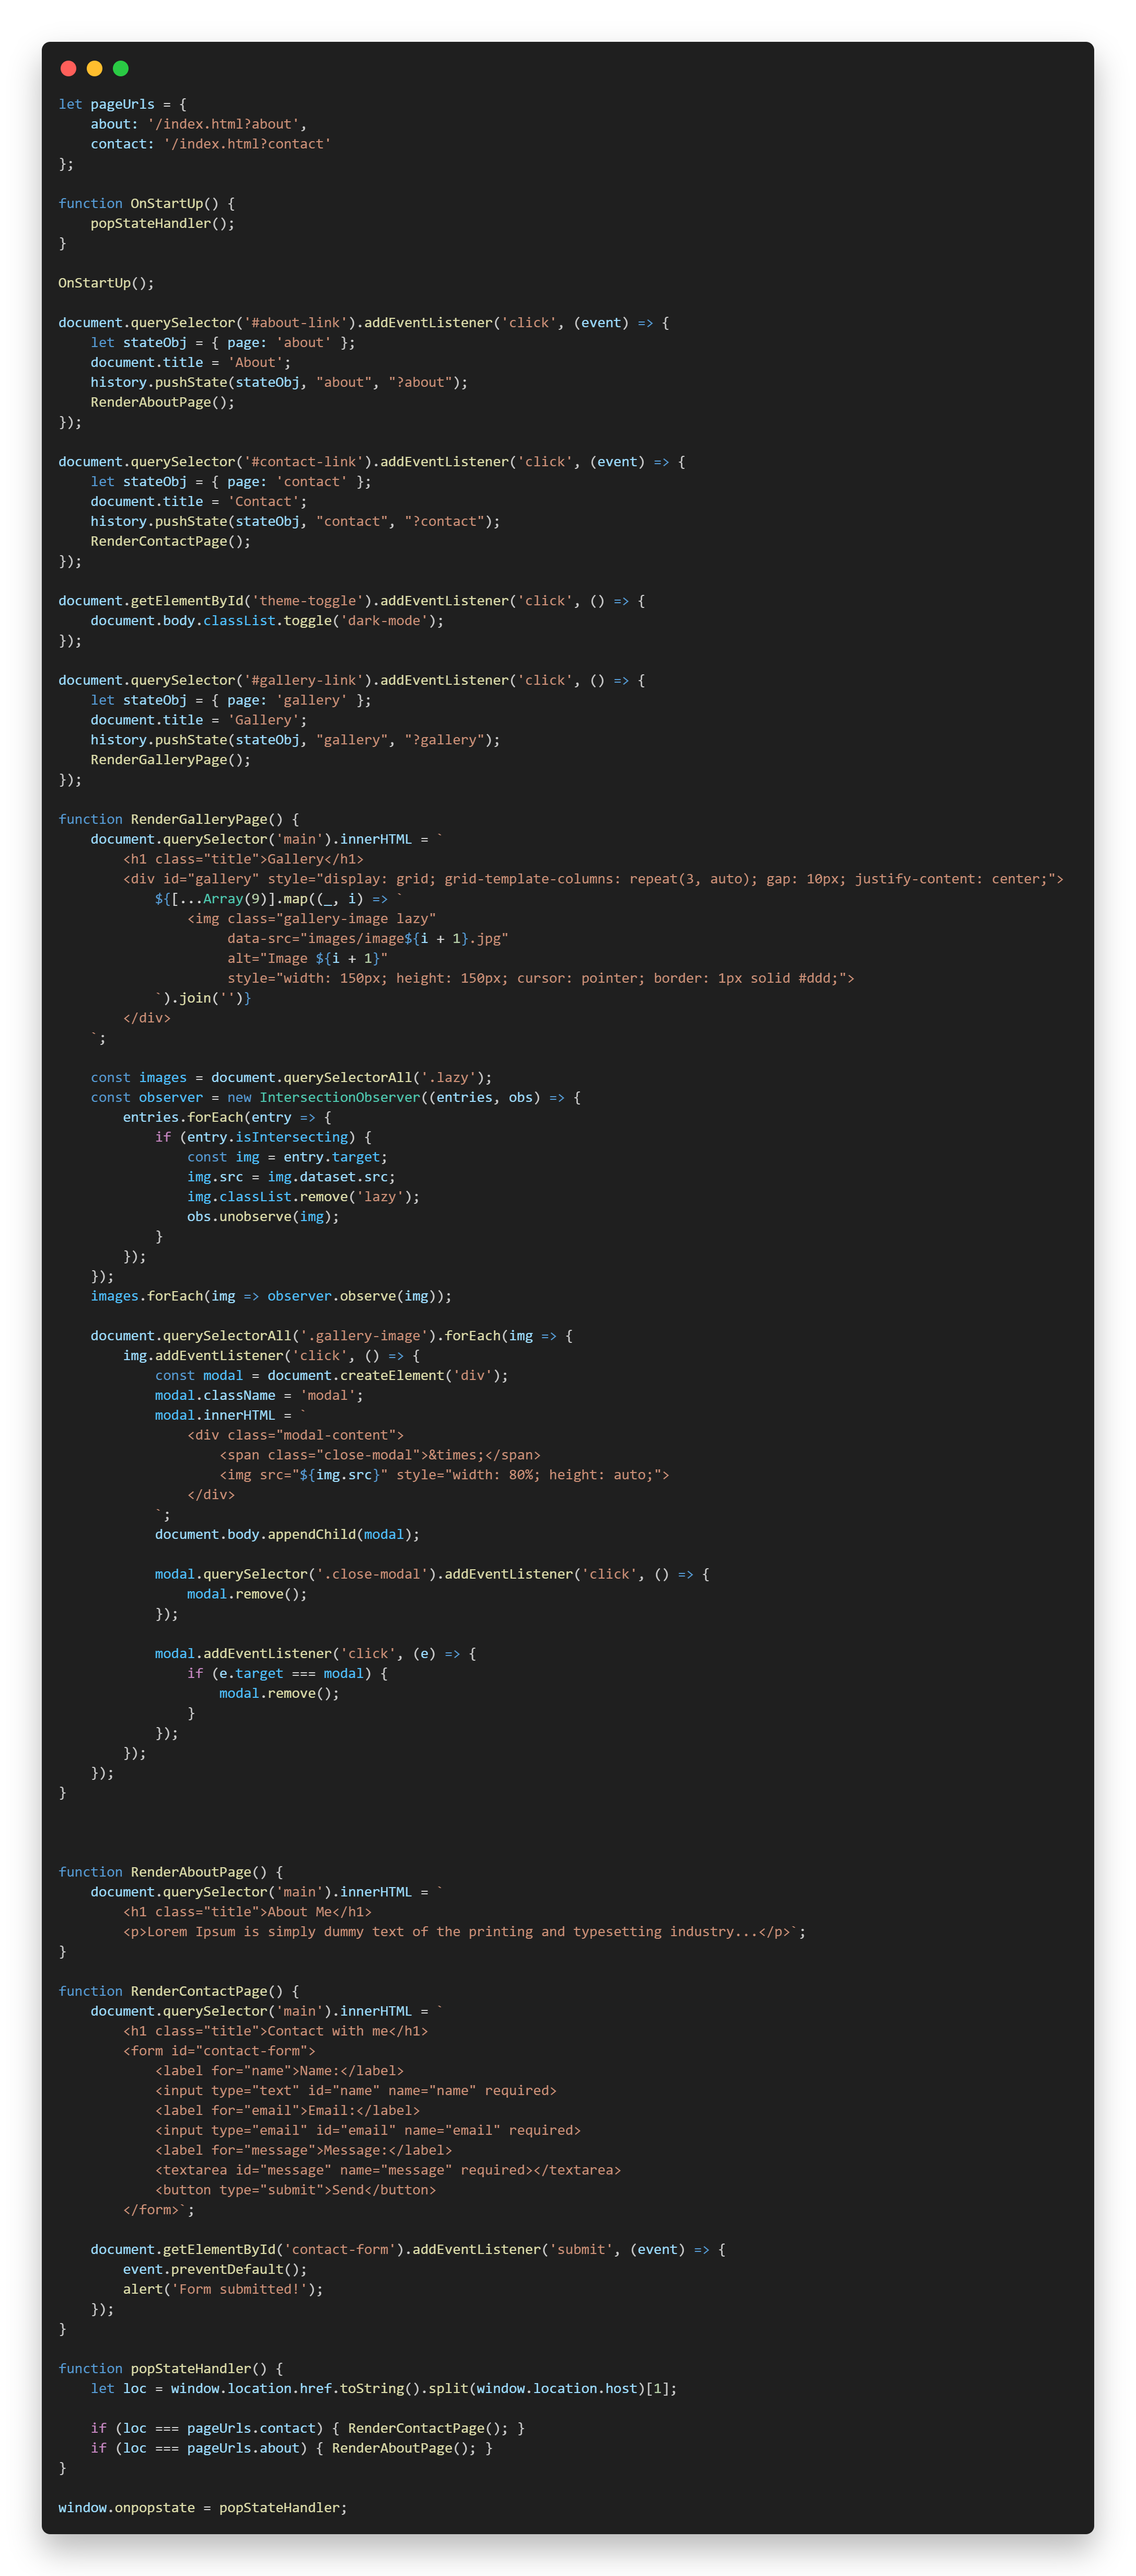 let pageUrls = {
    about: '/index.html?about',
    contact: '/index.html?contact'
};

function OnStartUp() {
    popStateHandler();
}

OnStartUp();

document.querySelector('#about-link').addEventListener('click', (event) => {
    let stateObj = { page: 'about' };
    document.title = 'About';
    history.pushState(stateObj, "about", "?about");
    RenderAboutPage();
});

document.querySelector('#contact-link').addEventListener('click', (event) => {
    let stateObj = { page: 'contact' };
    document.title = 'Contact';
    history.pushState(stateObj, "contact", "?contact");
    RenderContactPage();
});

document.getElementById('theme-toggle').addEventListener('click', () => {
    document.body.classList.toggle('dark-mode');
});

document.querySelector('#gallery-link').addEventListener('click', () => {
    let stateObj = { page: 'gallery' };
    document.title = 'Gallery';
    history.pushState(stateObj, "gallery", "?gallery");
    RenderGalleryPage();
});

function RenderGalleryPage() {
    document.querySelector('main').innerHTML = `
        <h1 class="title">Gallery</h1>
        <div id="gallery" style="display: grid; grid-template-columns: repeat(3, auto); gap: 10px; justify-content: center;">
            ${[...Array(9)].map((_, i) => `
                <img class="gallery-image lazy"
                     data-src="images/image${i + 1}.jpg"
                     alt="Image ${i + 1}"
                     style="width: 150px; height: 150px; cursor: pointer; border: 1px solid #ddd;">
            `).join('')}
        </div>
    `;

    const images = document.querySelectorAll('.lazy');
    const observer = new IntersectionObserver((entries, obs) => {
        entries.forEach(entry => {
            if (entry.isIntersecting) {
                const img = entry.target;
                img.src = img.dataset.src;
                img.classList.remove('lazy');
                obs.unobserve(img);
            }
        });
    });
    images.forEach(img => observer.observe(img));

    document.querySelectorAll('.gallery-image').forEach(img => {
        img.addEventListener('click', () => {
            const modal = document.createElement('div');
            modal.className = 'modal';
            modal.innerHTML = `
                <div class="modal-content">
                    <span class="close-modal">&times;</span>
                    <img src="${img.src}" style="width: 80%; height: auto;">
                </div>
            `;
            document.body.appendChild(modal);

            modal.querySelector('.close-modal').addEventListener('click', () => {
                modal.remove();
            });

            modal.addEventListener('click', (e) => {
                if (e.target === modal) {
                    modal.remove();
                }
            });
        });
    });
}

function RenderAboutPage() {
    document.querySelector('main').innerHTML = `
        <h1 class="title">About Me</h1>
        <p>Lorem Ipsum is simply dummy text of the printing and typesetting industry...</p>`;
}

function RenderContactPage() {
    document.querySelector('main').innerHTML = `
        <h1 class="title">Contact with me</h1>
        <form id="contact-form">
            <label for="name">Name:</label>
            <input type="text" id="name" name="name" required>
            <label for="email">Email:</label>
            <input type="email" id="email" name="email" required>
            <label for="message">Message:</label>
            <textarea id="message" name="message" required></textarea>
            <button type="submit">Send</button>
        </form>`;

    document.getElementById('contact-form').addEventListener('submit', (event) => {
        event.preventDefault();
        alert('Form submitted!');
    });
}

function popStateHandler() {
    let loc = window.location.href.toString().split(window.location.host)[1];

    if (loc === pageUrls.contact) { RenderContactPage(); }
    if (loc === pageUrls.about) { RenderAboutPage(); }
}

window.onpopstate = popStateHandler;